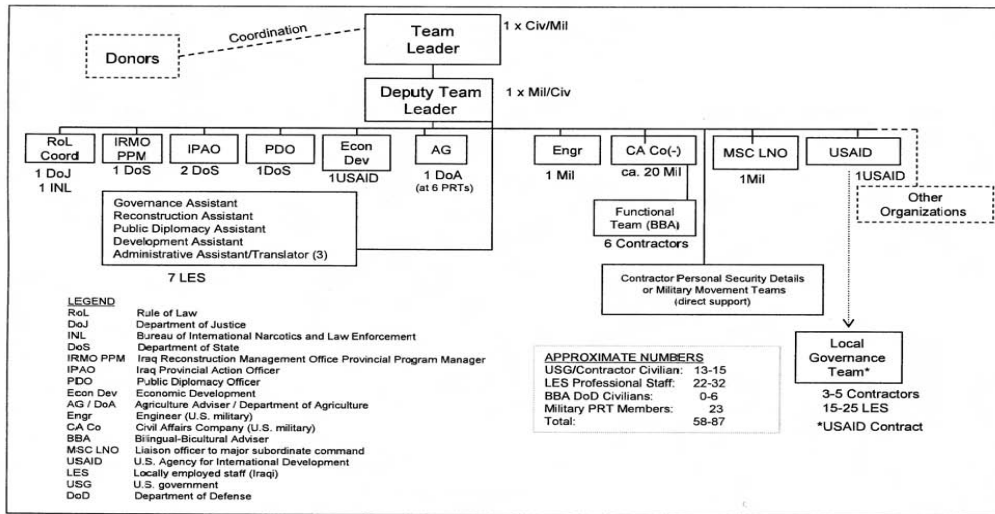 Donors
Coordination
Team
Leader
1 x Civ/Mil
Deputy Team
Leader
1 x Mil/Civ
RoL
Coord
1 DoJ
1 INL
IRMO
PPM
1 DoS
IPAO
2 DoS
PDO
1DoS
Econ
Dev
1USAID
AG
1 DoA
(at 6 PRTs)
Engr
1 Mil
CA Co(-)
ca. 20 Mil
MSC LNO
1Mil
USAID
1USAID
Other
Organizations
Governance Assistant
Reconstruction Assistant
Public Diplomacy Assistant
Development Assistant
Administrative Assistant/Translator (3)
7 LES
Functional
Team (BBA)
6 Contractors
Contractor Personal Security Details
or Military Movement Teams
(direct support)
Local
Governance
Team*
3-5 Contractors
15-25 LES
*USAID Contract
LEGEND
RoL Rule of Law
DoJ Department of Justice
INL Bureau of International Narcotics and Law Enforcement
DoS Department of State
IRMO PPM Iraq Reconstruction Management Office Provincial Program Manager
IPAO Iraq Provincial Action Officer
PDO Public Diplomacy Officer
Econ Dev Economic Development
AG / DoA Agriculture Adviser / Department of Agriculture
Engr Engineer (U.S. military)
CA Co Civil Affairs Company (U.S. military)
BBA Bilingual-Bicultural Adviser
MSC LNO Liaison officer to major subordinate command
USAID U.S. Agency for International Development
LES Locally employed staff (Iraqi)
USG U.S. government
DoD Department of Defense
APPROXIMATE NUMBERS
USG/Contractor Civilian: 13-15
LES Professional Staff: 22-32
BBA DoD Civilians: 0-6
Military PRT Members: 23
Total: 58-87